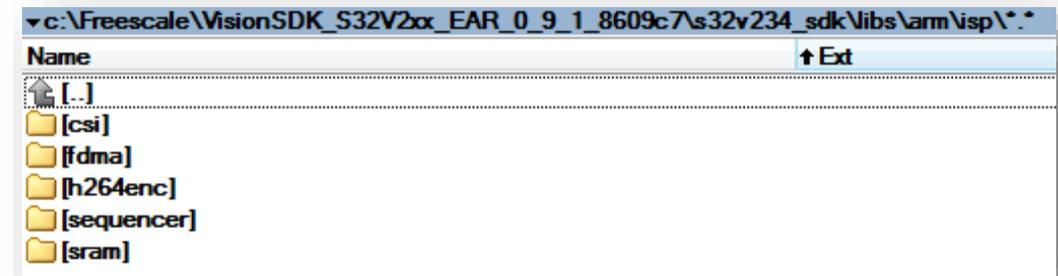 c:\Freescale\VisionSDK_S32V2xx_EAR_0_9_1_8609c7\s32v234_sdk\libs\arm\isp\*.*
Name Ext
[..]
[csi]
[fdma]
[h264enc]
[sequencer]
[sram]